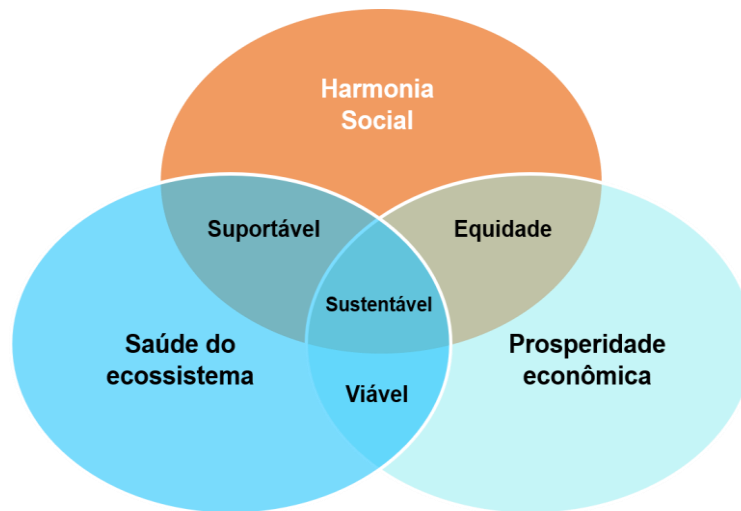 Harmonia
Social
Suportável
Equidade
Sustentável
Saúde do
ecossistema
Prosperidade
econômica
Viável